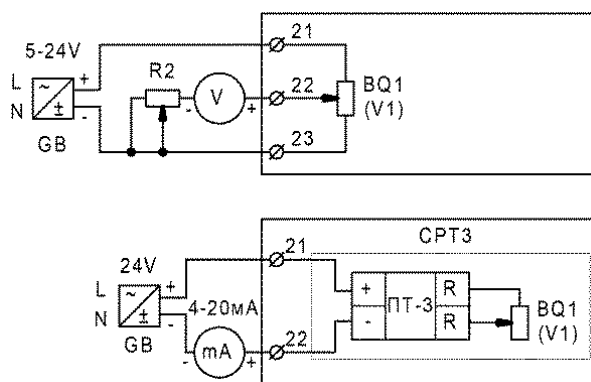 5-24V
L
N
~
±
+
-
GB
R2
-
V
+
21
22
23
BQ1
(V1)
24V
L
N
~
±
+
-
GB
4-20мА
mA
+
21
22
СРТ3
+
-
ПТ-3
R
R
BQ1
(V1)